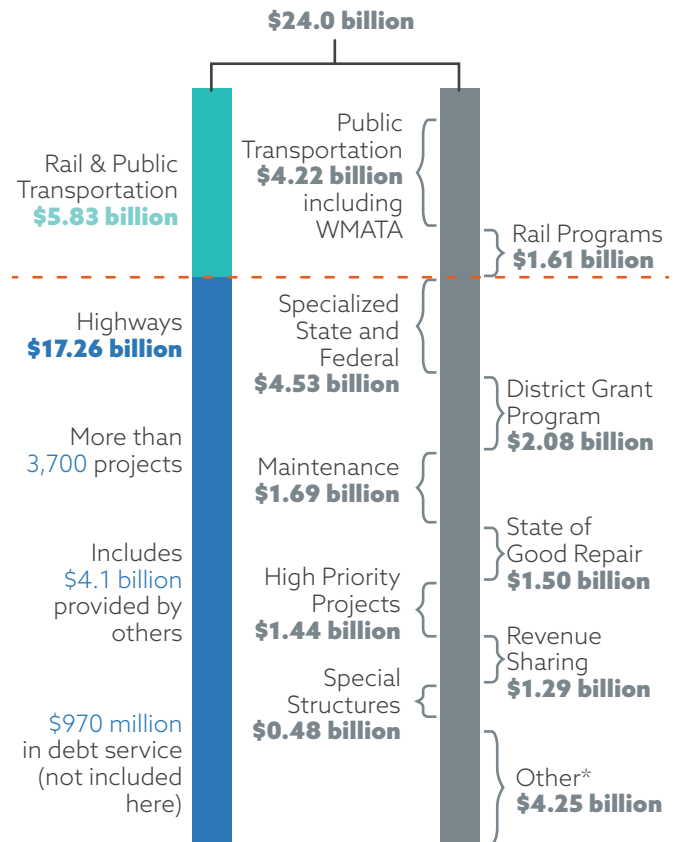 $24.0 billion
Rail & Public
Transportation
$5.83 billion
Public
Transportation
$4.22 billion
including
WMATA
Rail Programs
$1.61 billion
Highways
$17.26 billion
More than
3,700 projects
Includes
$4.1 billion
provided by
others
$970 million
in debt service
(not included
here)
Specialized
State and
Federal
$4.53 billion
District Grant
Program
$2.08 billion
Maintenance
$1.69 billion
State of
Good Repair
$1.50 billion
High Priority
Projects
$1.44 billion
Revenue
Sharing
$1.29 billion
Special
Structures
$0.48 billion
Other*
$4.25 billion